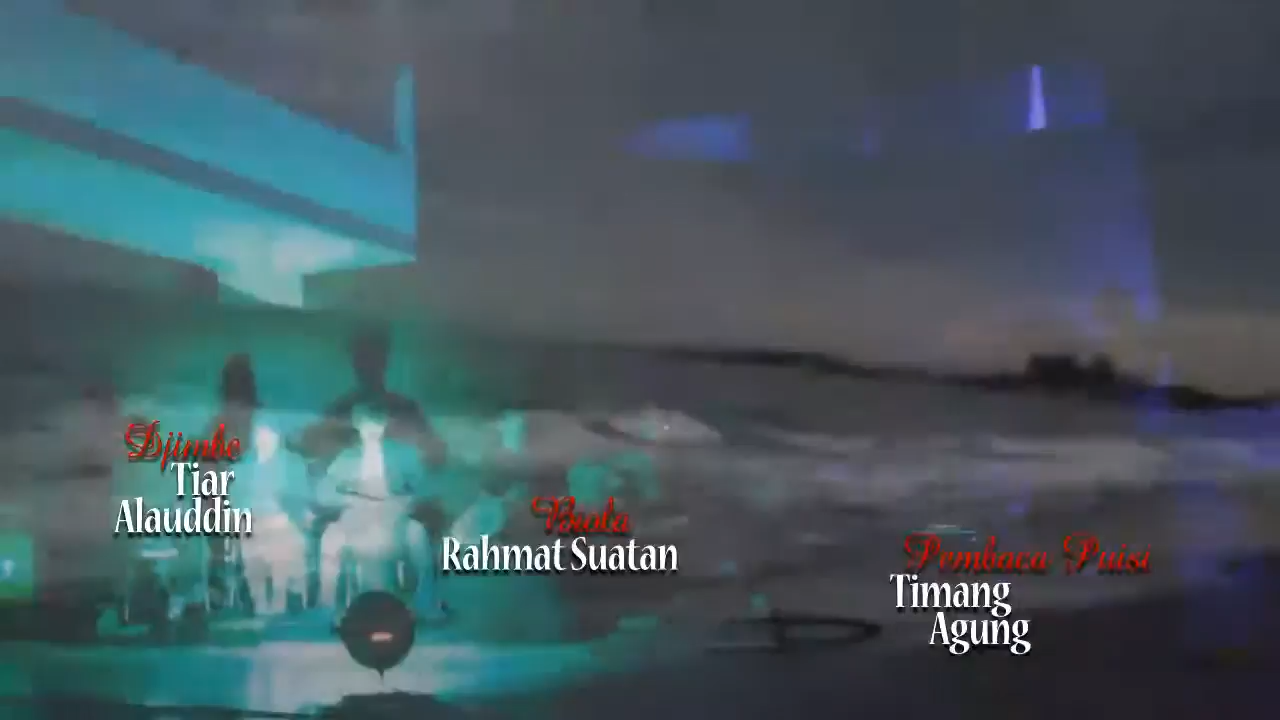 Djimbe
Tiar
Alauddin
Biola
Rahmat Suatan
Pembaca Puisi
Timang
Agung